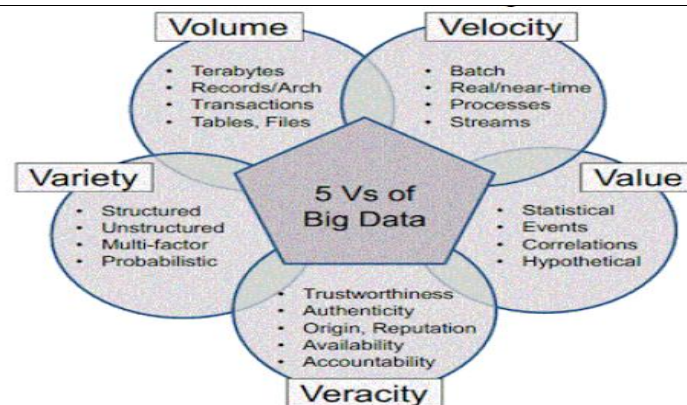 Volume
• Terabytes
• Records/Arch
• Transactions
• Tables, Files
Velocity
• Batch
• Real/near-time
• Processes
• Streams
Variety
• Structured
• Unstructured
• Multi-factor
• Probabilistic
5 Vs of
Big Data
Value
• Statistical
• Events
• Correlations
• Hypothetical
• Trustworthiness
• Authenticity
• Origin, Reputation
• Availability
• Accountability
Veracity